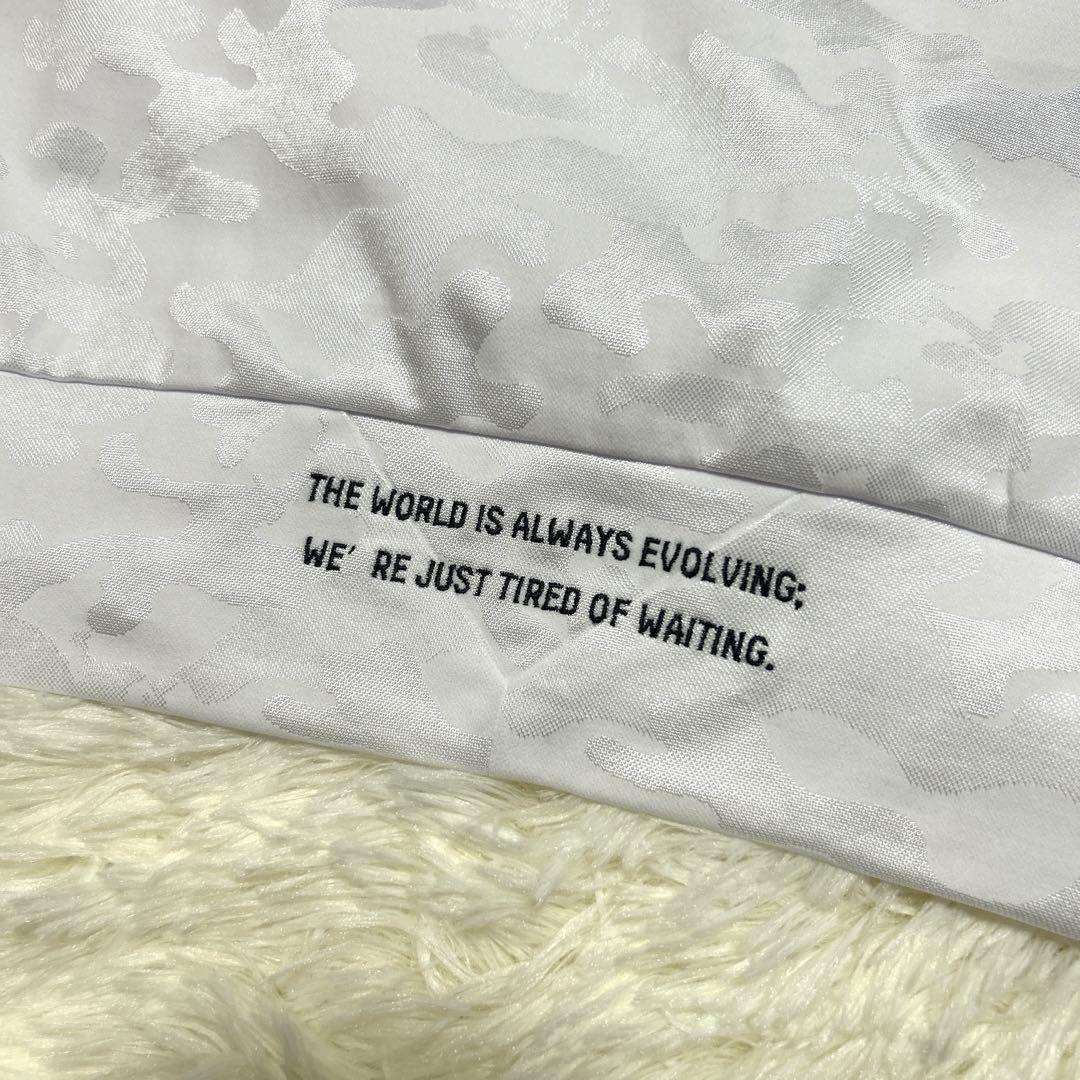 THE WORLD IS ALWAYS EVOLVING;
WE' RE JUST TIRED OF WAITING.